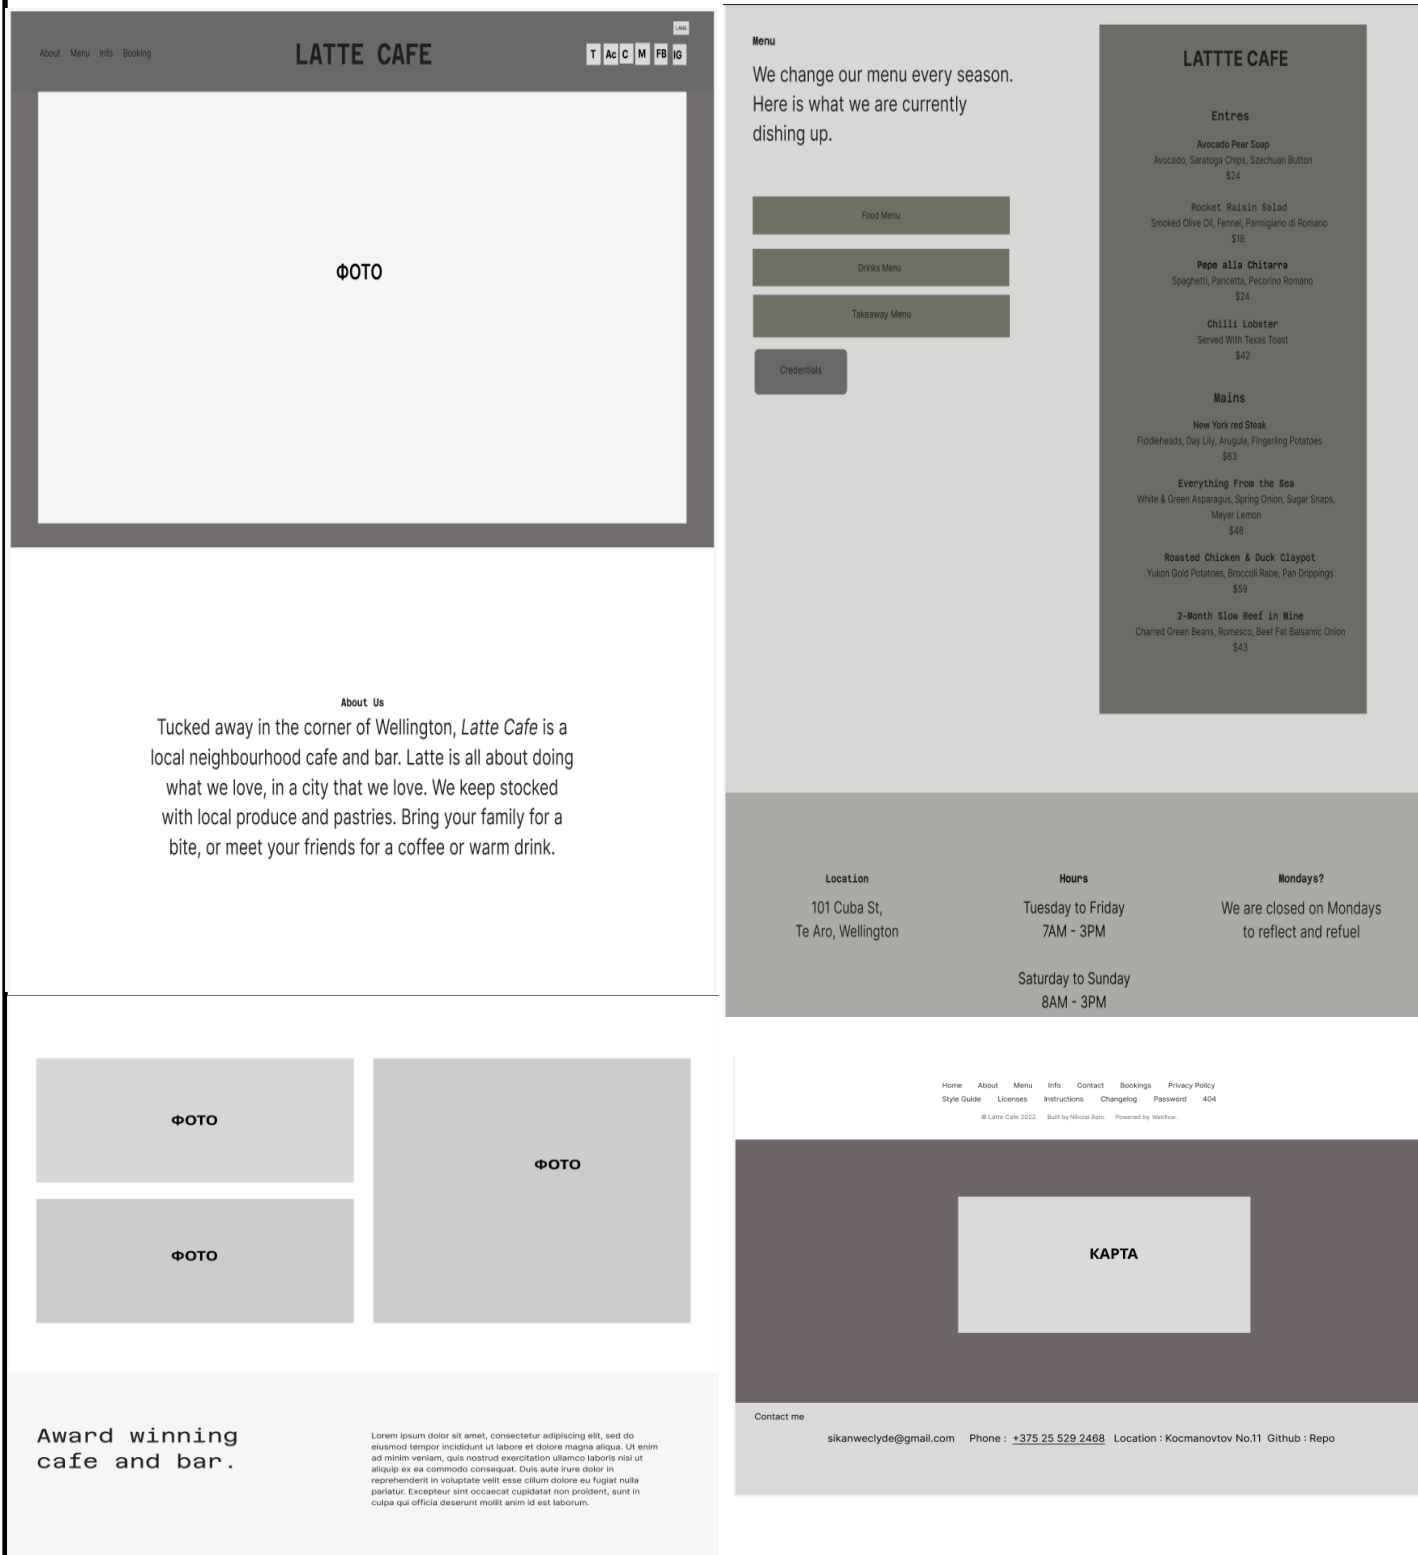 LANG
About Menu Info Booking
LATTE CAFE
T Ac C M FB IG
ФОТО
About Us
Tucked away in the corner of Wellington, Latte Cafe is a
local neighbourhood cafe and bar. Latte is all about doing
what we love, in a city that we love. We keep stocked
with local produce and pastries. Bring your family for a
bite, or meet your friends for a coffee or warm drink.
ФОТО
ФОТО
ФОТО
Award winning
cafe and bar.
Lorem ipsum dolor sit amet, consectetur adipiscing elit, sed do
eiusmod tempor incididunt ut labore et dolore magna aliqua. Ut enim
ad minim veniam, quis nostrud exercitation ullamco laboris nisi ut
aliquip ex ea commodo consequat. Duis aute irure dolor in
reprehenderit in voluptate velit esse cillum dolore eu fugiat nulla
pariatur. Excepteur sint occaecat cupidatat non proident, sunt in
culpa qui officia deserunt mollit anim id est laborum.
Menu
We change our menu every season.
Here is what we are currently
dishing up.
Food Menu
Drinks Menu
Takeaway Menu
Credentials
LATTTE CAFE
Entres
Avocado Pear Soap
Avocado, Saratoga Chips, Szechuan Button
$24
Rocket Raisin Salad
Smoked Olive Oil, Fennel, Parmigiano di Romano
$18
Pepe alla Chitarra
Spaghetti, Pancetta, Pecorino Romano
$24
Chilli Lobster
Served With Texas Toast
$42
Mains
New York red Steak
Fiddleheads, Day Lily, Arugula, Fingerling Potatoes
$63
Everything From the Sea
White & Green Asparagus, Spring Onion, Sugar Snaps,
Meyer Lemon
$48
Roasted Chicken & Duck Claypot
Yukon Gold Potatoes, Broccoli Rabe, Pan Drippings
$59
2-Month Slow Beef in Wine
Charred Green Beans, Romesco, Beef Fat Balsamic Onion
$43
Location
101 Cuba St,
Te Aro, Wellington
Hours
Tuesday to Friday
7AM - 3PM
Saturday to Sunday
8AM - 3PM
Mondays?
We are closed on Mondays
to reflect and refuel
Home About Menu Info Contact Bookings Privacy Policy
Style Guide Licenses Instructions Changelog Password 404
© Latte Cafe 2022. Built by Nikolai Bain. Powered by Webflow.
КАРТА
Contact me
sikanweclyde@gmail.com Phone : +375 25 529 2468 Location : Kocmanovtov No.11 Github : Repo